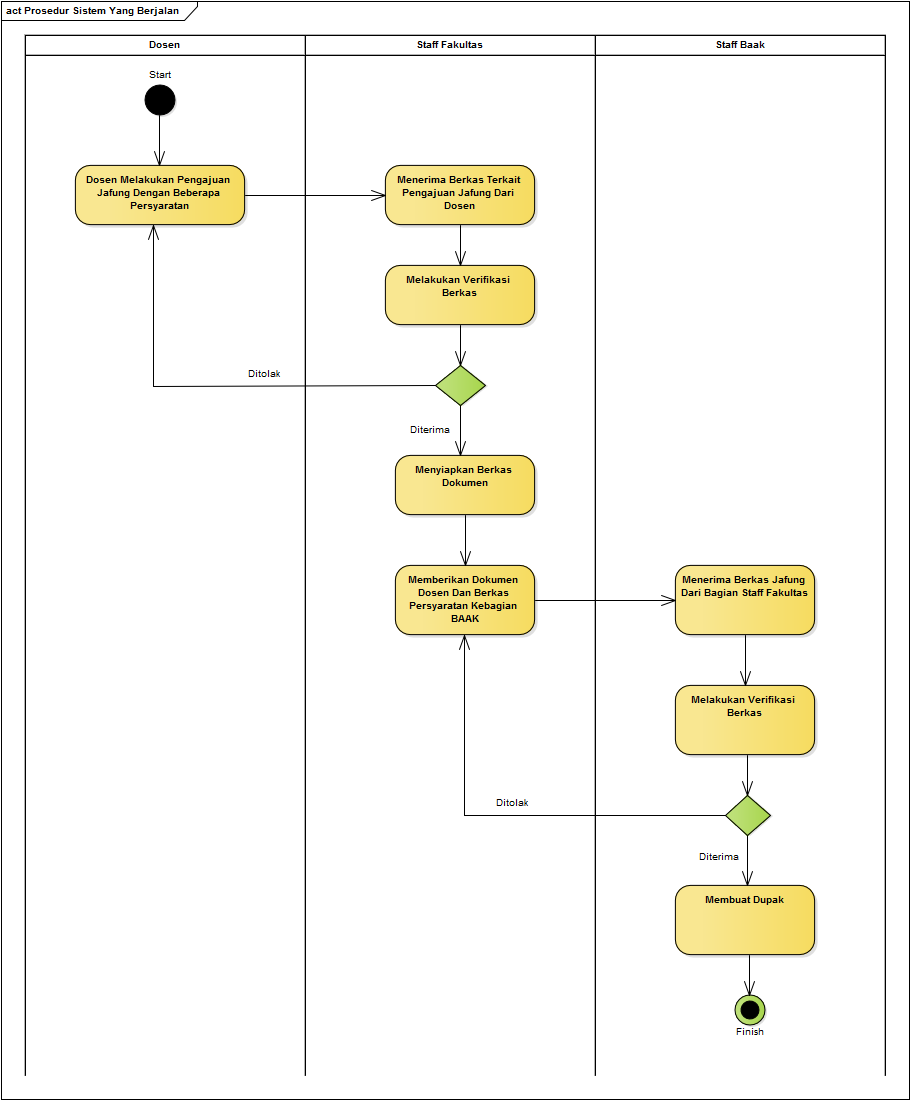 act Prosedur Sistem Yang Berjalan
Dosen
Staff Fakultas
Staff Baak
Start
Dosen Melakukan Pengajuan
Jafung Dengan Beberapa
Persyaratan
Menerima Berkas Terkait
Pengajuan Jafung Dari
Dosen
Melakukan Verifikasi
Berkas
Ditolak
Diterima
Menyiapkan Berkas
Dokumen
Memberikan Dokumen
Dosen Dan Berkas
Persyaratan Kebagian
BAAK
Menerima Berkas Jafung
Dari Bagian Staff Fakultas
Melakukan Verifikasi
Berkas
Ditolak
Diterima
Membuat Dupak
Finish